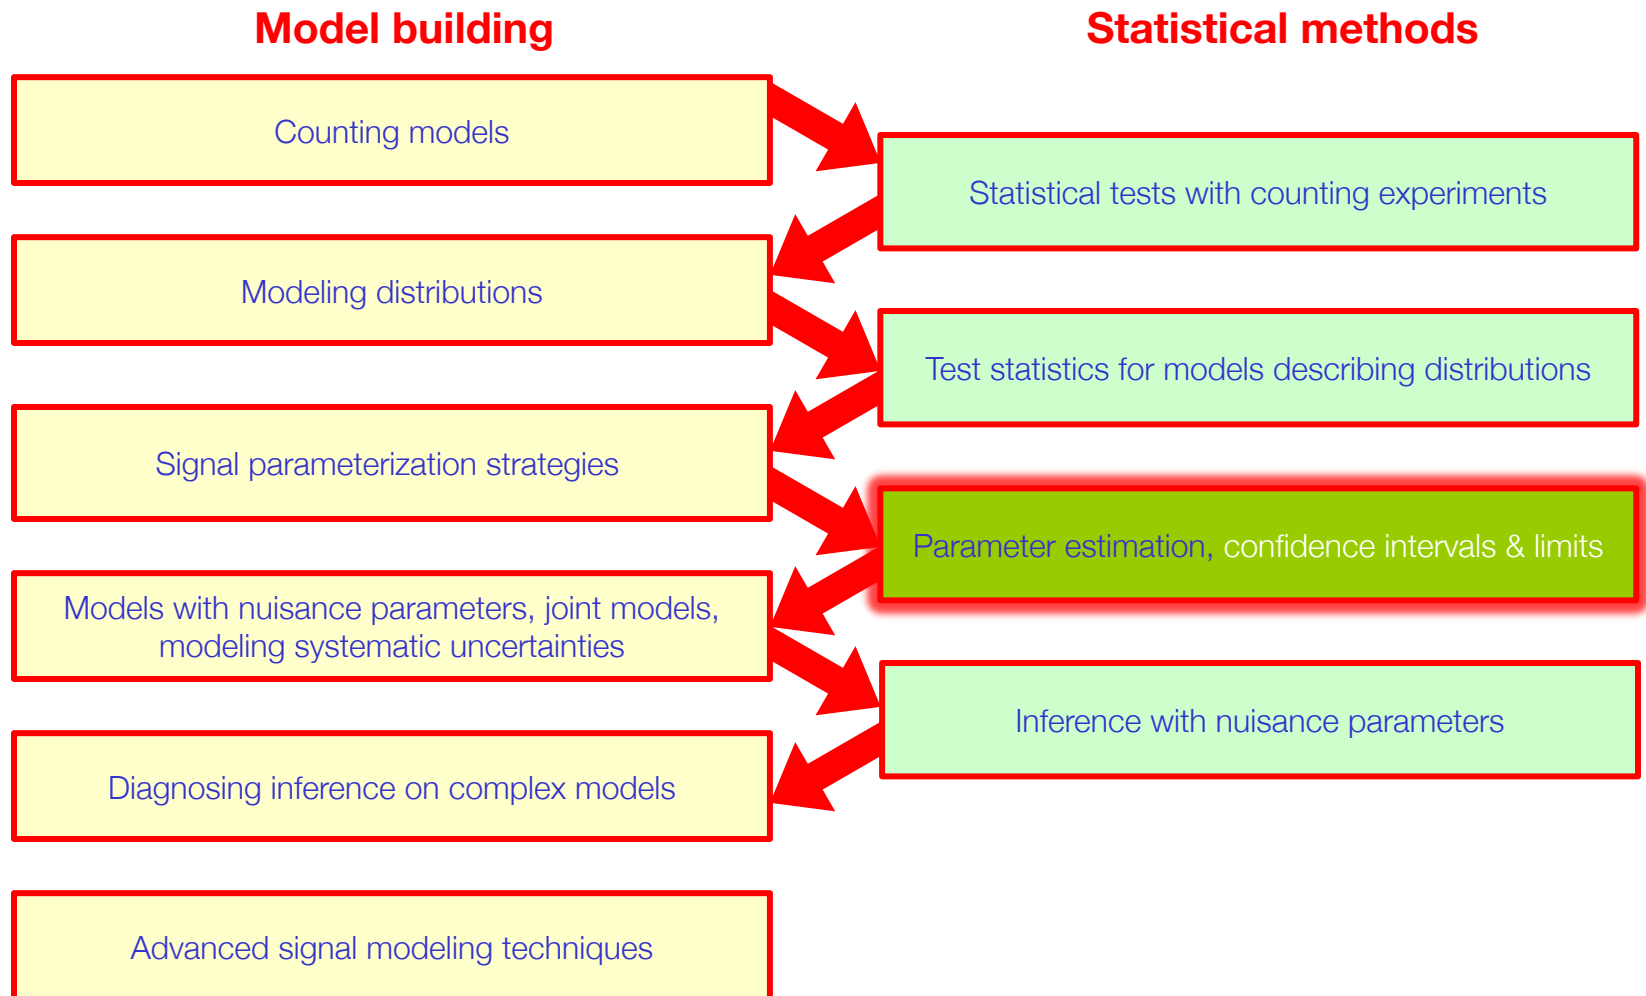 Model building
Statistical methods
Counting models
Statistical tests with counting experiments
Modeling distributions
Test statistics for models describing distributions
Signal parameterization strategies
Parameter estimation, confidence intervals & limits
Models with nuisance parameters, joint models,
modeling systematic uncertainties
Inference with nuisance parameters
Diagnosing inference on complex models
Advanced signal modeling techniques